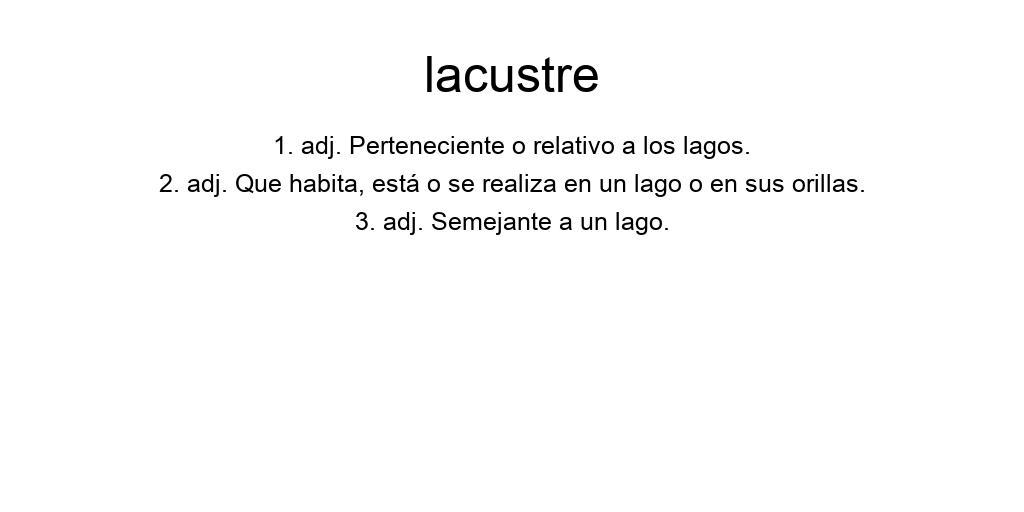 lacustre
1. adj. Perteneciente o relativo a los lagos.
2. adj. Que habita, está o se realiza en un lago o en sus orillas.
3. adj. Semejante a un lago.